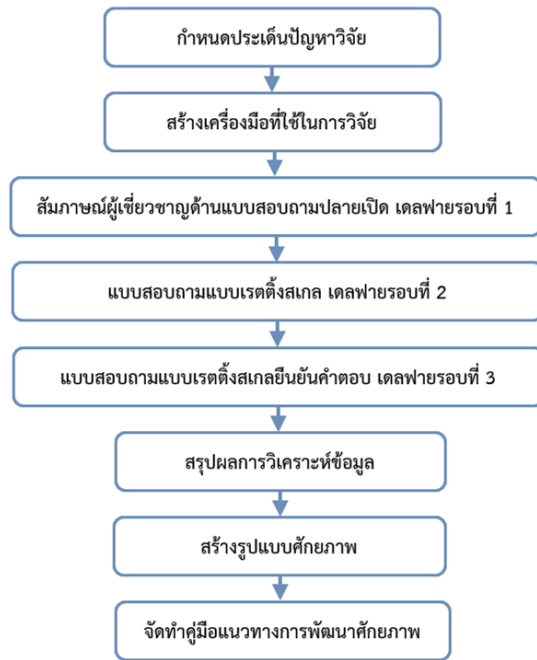 กำหนดประเด็นปัญหาวิจัย
สร้างเครื่องมือที่ใช้ในการวิจัย
สัมภาษณ์ผู้เชี่ยวชาญด้านแบบสอบถามปลายเปิด เดลฟายรอบที่ 1
แบบสอบถามแบบเรตติ้งสเกล เดลฟายรอบที่ 2
แบบสอบถามแบบเรตติ้งสเกลยืนยันคำตอบ เดลฟายรอบที่ 3
สรุปผลการวิเคราะห์ข้อมูล
สร้างรูปแบบศักยภาพ
จัดทำคู่มือแนวทางการพัฒนาศักยภาพ